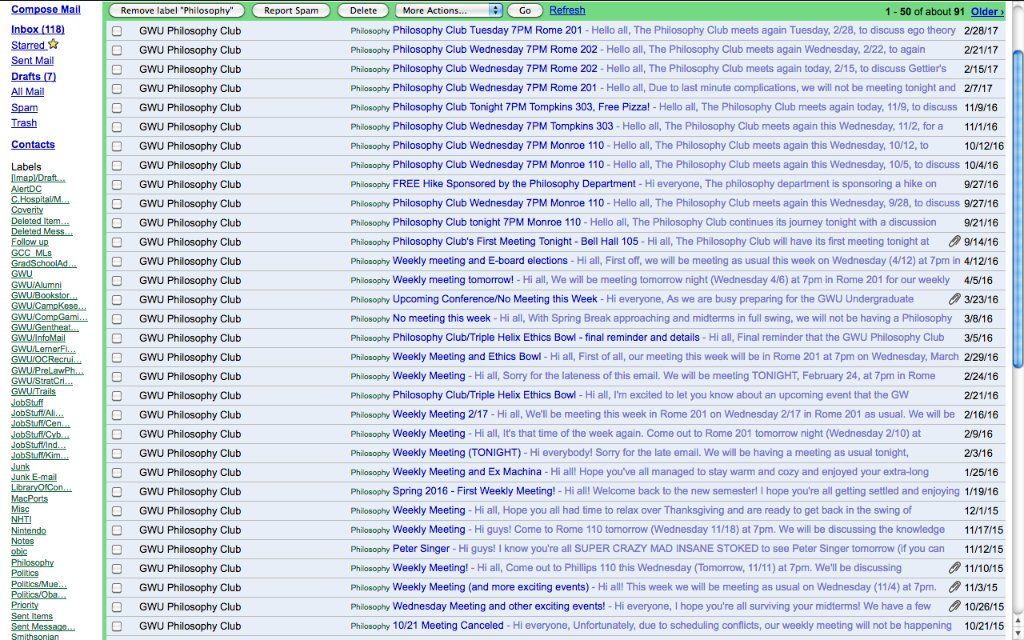 Compose Mail
Inbox (118)
Starred
Sent Mail
Drafts (7)
All Mail
Spam
Trash
Contacts
Labels
[Imap]/Draft...
AlertDC
C.Hospital/M...
Coverity
Deleted Item...
Deleted Mess...
Follow up
GCC_MLs
GradSchoolAd...
GWU
GWU/Alumni
GWU/Bookstor...
GWU/CampKese...
GWU/CompGami...
GWU/Gentheat...
GWU/InfoMail
GWU/LernerFi...
GWU/OCRecrui...
GWU/PreLawPh...
GWU/StratCri...
GWU/Trails
JobStuff
JobStuff/Ali...
JobStuff/Cen...
JobStuff/Cyb...
JobStuff/Ind...
JobStuff/Kim...
Junk
Junk E-mail
LibraryOfCon...
MacPorts
Misc
NHTI
Nintendo
Notes
obic
Philosophy
Politics
Politics/Mue...
Politics/Oba...
Priority
Sent Items
Sent Message...
Smithsonian
Remove label "Philosophy" Report Spam Delete More Actions... Go Refresh 1 - 50 of about 91 Older ›
GWU Philosophy Club Philosophy Philosophy Club Tuesday 7PM Rome 201 - Hello all, The Philosophy Club meets again Tuesday, 2/28, to discuss ego theory 2/28/17
GWU Philosophy Club Philosophy Philosophy Club Wednesday 7PM Rome 202 - Hello all, The Philosophy Club meets again Wednesday, 2/22, to again 2/21/17
GWU Philosophy Club Philosophy Philosophy Club Wednesday 7PM Rome 202 - Hello all, The Philosophy Club meets again today, 2/15, to discuss Gettier's 2/15/17
GWU Philosophy Club Philosophy Philosophy Club Wednesday 7PM Rome 201 - Hello all, Due to last minute complications, we will not be meeting tonight and 2/7/17
GWU Philosophy Club Philosophy Philosophy Club Tonight 7PM Tompkins 303, Free Pizza! - Hello all, The Philosophy Club meets again today, 11/9, to discuss 11/9/16
GWU Philosophy Club Philosophy Philosophy Club Wednesday 7PM Tompkins 303 - Hello all, The Philosophy Club meets again this Wednesday, 11/2, for a 11/1/16
GWU Philosophy Club Philosophy Philosophy Club Wednesday 7PM Monroe 110 - Hello all, The Philosophy Club meets again this Wednesday, 10/12, to 10/12/16
GWU Philosophy Club Philosophy Philosophy Club Wednesday 7PM Monroe 110 - Hello all, The Philosophy Club meets again this Wednesday, 10/5, to discuss 10/4/16
GWU Philosophy Club Philosophy FREE Hike Sponsored by the Philosophy Department - Hi everyone, The philosophy department is sponsoring a hike on 9/27/16
GWU Philosophy Club Philosophy Philosophy Club Wednesday 7PM Monroe 110 - Hello all, The Philosophy Club meets again this Wednesday, 9/28, to discuss 9/27/16
GWU Philosophy Club Philosophy Philosophy Club tonight 7PM Monroe 110 - Hello all, The Philosophy Club continues its journey tonight with a discussion 9/21/16
GWU Philosophy Club Philosophy Philosophy Club's First Meeting Tonight - Bell Hall 105 - Hi all, The Philosophy Club will have its first meeting tonight at 9/14/16
GWU Philosophy Club Philosophy Weekly meeting and E-board elections - Hi all, First off, we will be meeting as usual this week on Wednesday (4/12) at 7pm in 4/12/16
GWU Philosophy Club Philosophy Weekly meeting tomorrow! - Hi all, We will be meeting tomorrow night (Wednesday 4/6) at 7pm in Rome 201 for our weekly 4/5/16
GWU Philosophy Club Philosophy Upcoming Conference/No Meeting this Week - Hi everyone, As we are busy preparing for the GWU Undergraduate 3/23/16
GWU Philosophy Club Philosophy No meeting this week - Hi all, With Spring Break approaching and midterms in full swing, we will not be having a Philosophy 3/8/16
GWU Philosophy Club Philosophy Philosophy Club/Triple Helix Ethics Bowl - final reminder and details - Hi all, Final reminder that the GWU Philosophy Club 3/5/16
GWU Philosophy Club Philosophy Weekly Meeting and Ethics Bowl - Hi all, First of all, our meeting this week will be in Rome 201 at 7pm on Wednesday, March 2/29/16
GWU Philosophy Club Philosophy Weekly Meeting - Hi all, Sorry for the lateness of this email. We will be meeting TONIGHT, February 24, at 7pm in Rome 2/24/16
GWU Philosophy Club Philosophy Philosophy Club/Triple Helix Ethics Bowl - Hi all, I'm excited to let you know about an upcoming event that the GW 2/21/16
GWU Philosophy Club Philosophy Weekly Meeting 2/17 - Hi all, We'll be meeting this week in Rome 201 on Wednesday 2/17 in Rome 201 as usual. We will be 2/16/16
GWU Philosophy Club Philosophy Weekly Meeting - Hi all, It's that time of the week again. Come out to Rome 201 tomorrow night (Wednesday 2/10) at 2/9/16
GWU Philosophy Club Philosophy Weekly Meeting (TONIGHT) - Hi everybody! Sorry for the late email. We will be having a meeting as usual tonight, 2/3/16
GWU Philosophy Club Philosophy Weekly Meeting and Ex Machina - Hi all! Hope you've all managed to stay warm and cozy and enjoyed your extra-long 1/25/16
GWU Philosophy Club Philosophy Spring 2016 - First Weekly Meeting! - Hi all! Welcome back to the new semester! I hope you're all getting settled and enjoying 1/19/16
GWU Philosophy Club Philosophy Weekly Meeting - Hi all, Hope you all had time to relax over Thanksgiving and are ready to get back in the swing of 12/1/15
GWU Philosophy Club Philosophy Weekly Meeting - Hi guys! Come to Rome 110 tomorrow (Wednesday 11/18) at 7pm. We will be discussing the knowledge 11/17/15
GWU Philosophy Club Philosophy Peter Singer - Hi guys! I know you're all SUPER CRAZY MAD INSANE STOKED to see Peter Singer tomorrow (if you can 11/12/15
GWU Philosophy Club Philosophy Weekly Meeting! - Hi all, Come out to Phillips 110 this Wednesday (Tomorrow, 11/11) at 7pm. We'll be discussing 11/10/15
GWU Philosophy Club Philosophy Weekly Meeting (and more exciting events) - Hi all! This week we will be meeting as usual on Wednesday (11/4) at 7pm. 11/3/15
GWU Philosophy Club Philosophy Wednesday Meeting and other exciting events! - Hi everyone, I hope you're all surviving your midterms! We have a few 10/26/15
GWU Philosophy Club Philosophy 10/21 Meeting Canceled - Hi everyone, Unfortunately, due to scheduling conflicts, our weekly meeting will not be happening 10/21/15